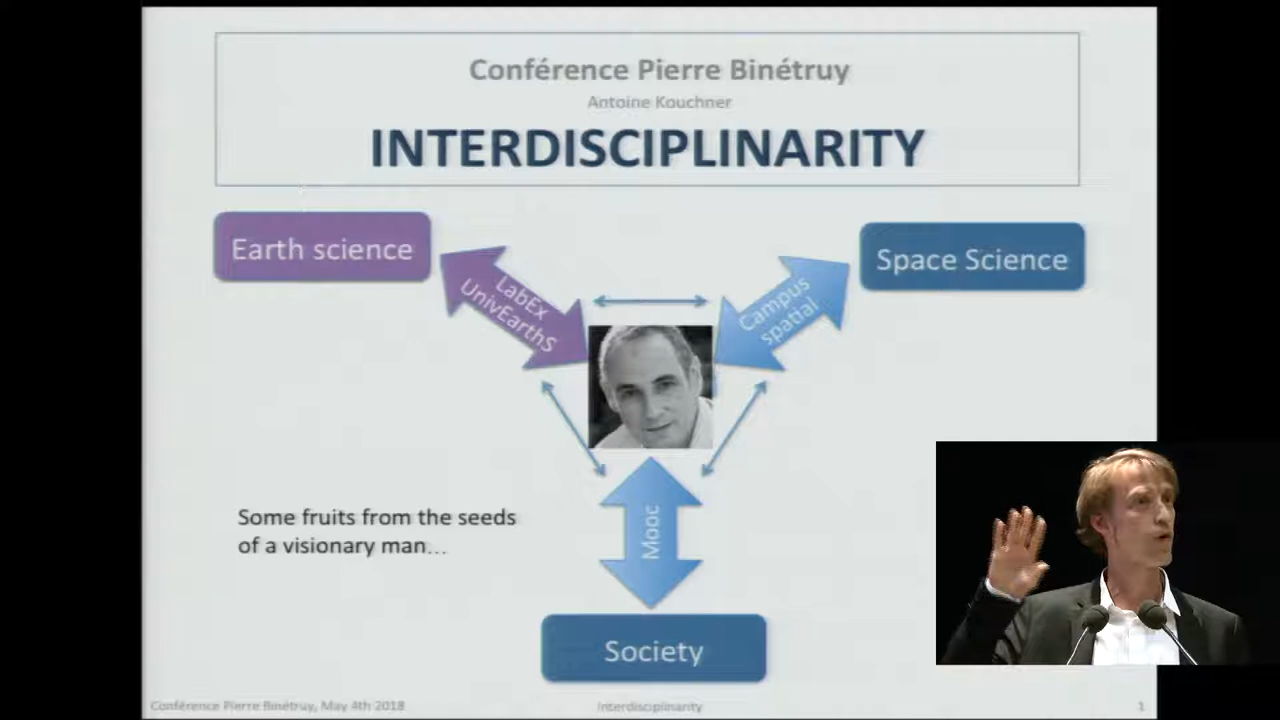 Conférence Pierre Binétruy
Antoine Kouchner
INTERDISCIPLINARITY
Earth science
Space Science
LabEx
UnivEarthS
Campus
spatial
Some fruits from the seeds
of a visionary man...
Mooc
Society
Conférence Pierre Binétruy, May 4th 2018
Interdisciplinarity
1